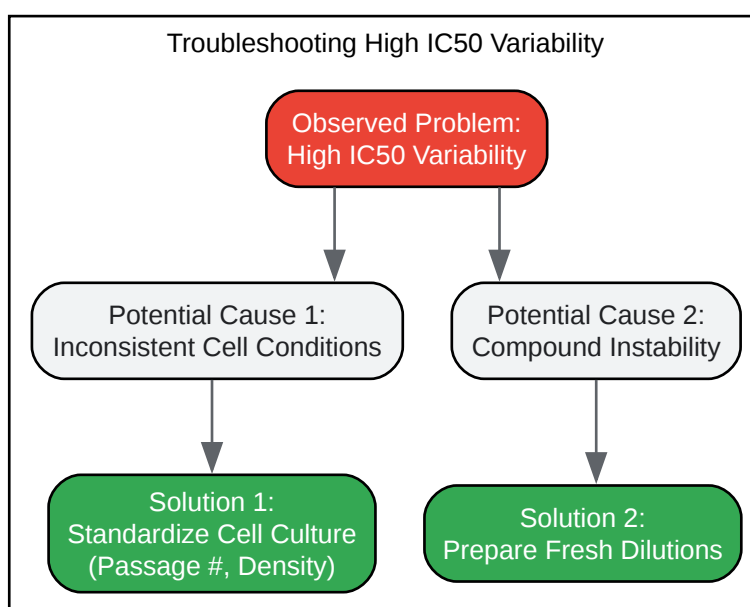 Troubleshooting High IC50 Variability
Observed Problem:
High IC50 Variability
Potential Cause 1:
Inconsistent Cell Conditions
Potential Cause 2:
Compound Instability
Solution 1:
Standardize Cell Culture
(Passage #, Density)
Solution 2:
Prepare Fresh Dilutions